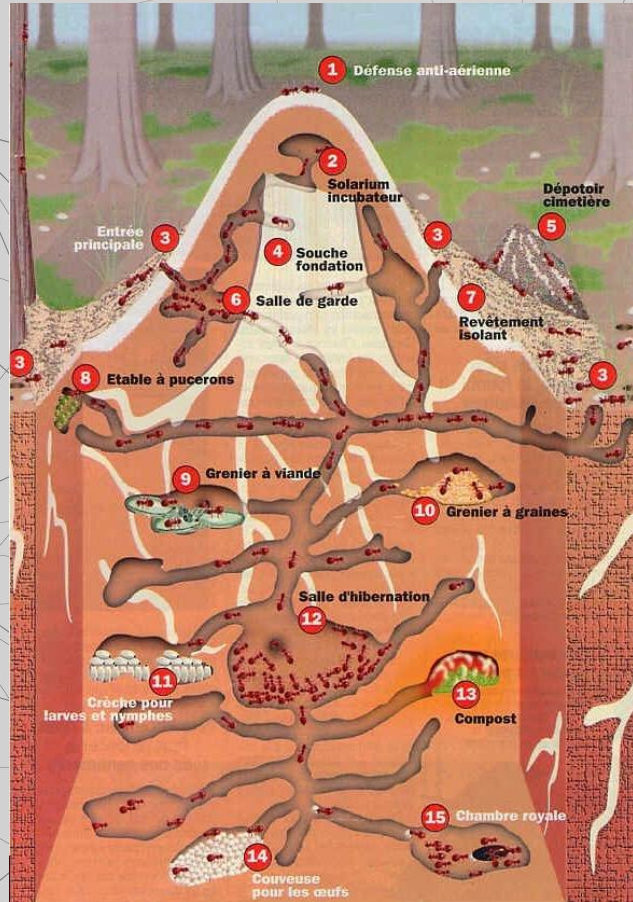 1 Défense anti-aérienne
2
Solarium
incubateur
Dépotoir
cimetière
5
Entrée
principale
3
3
4 Souche
fondation
6 Salle de garde
7
Revêtement
isolant
3
3
8 Etable à pucerons
9 Grenier à viande
10 Grenier à graines
Salle d'hibernation
12
11
Crèche pour
larves et nymphes
13
Compost
15 Chambre royale
14
Couveuse
pour les œufs